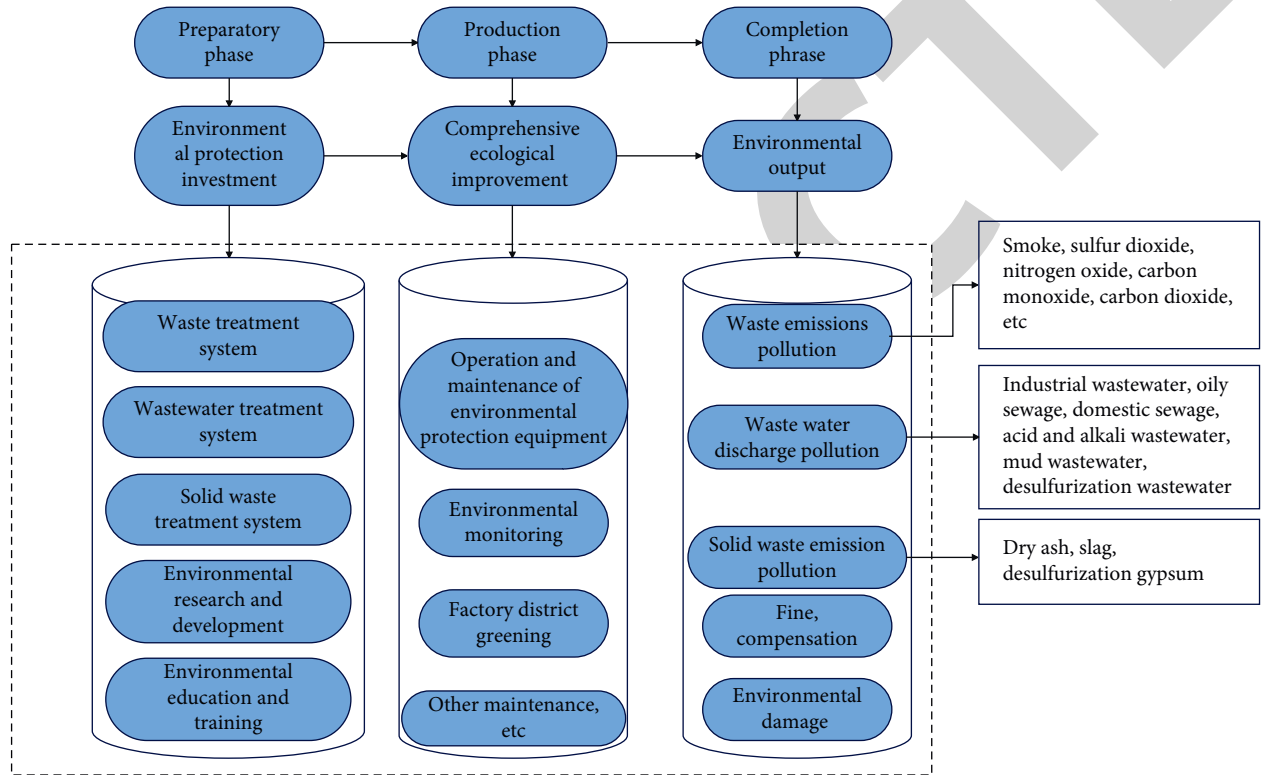 Preparatory
phase
Production
phase
Completion
phrase
Environment
al protection
investment
Comprehensive
ecological
improvement
Environmental
output
Waste treatment
system
Wastewater treatment
system
Solid waste
treatment system
Environmental
research and
development
Environmental
education and
training
Operation and
maintenance of
environmental
protection equipment
Environmental
monitoring
Factory district
greening
Other maintenance,
etc
Waste emissions
pollution
Waste water
discharge pollution
Solid waste emission
pollution
Fine,
compensation
Environmental
damage
Smoke, sulfur dioxide,
nitrogen oxide, carbon
monoxide, carbon dioxide,
etc
Industrial wastewater, oily
sewage, domestic sewage,
acid and alkali wastewater,
mud wastewater,
desulfurization wastewater
Dry ash, slag,
desulfurization gypsum